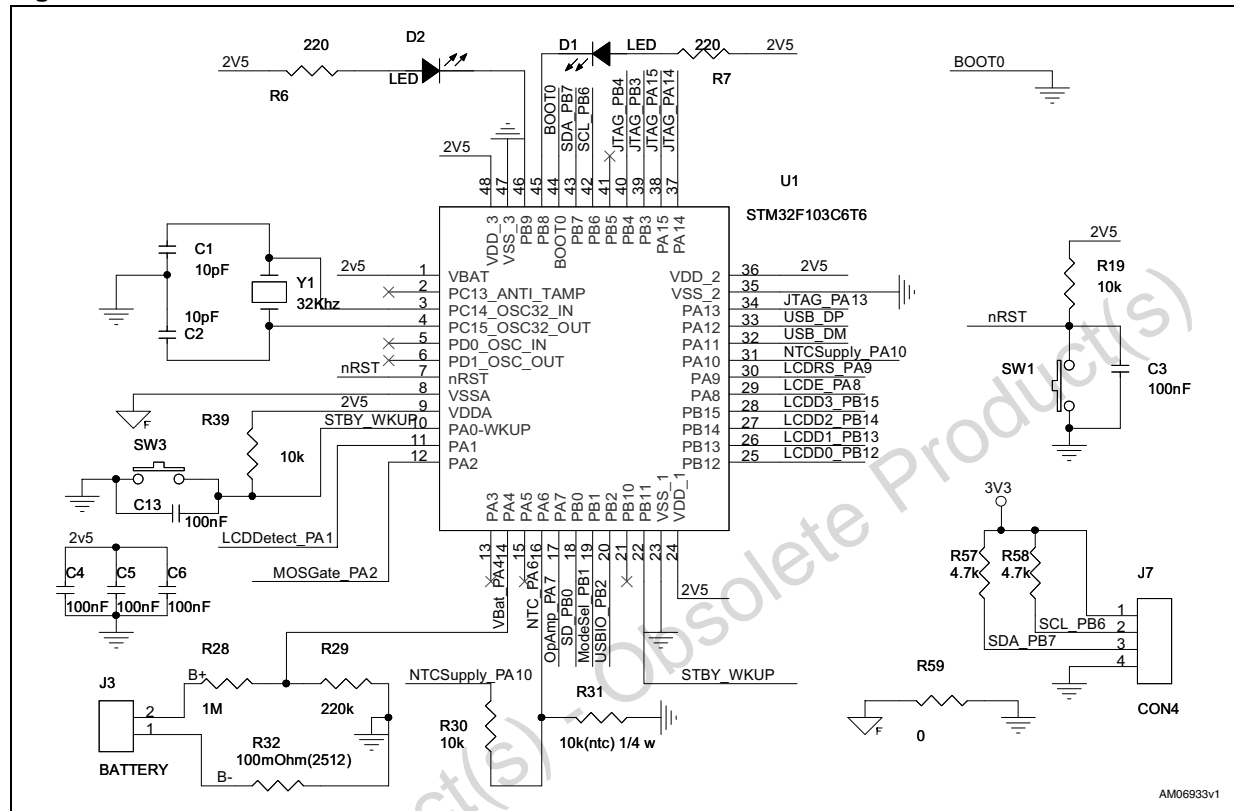 2V5
220
R6
D2
LED
D1
LED
220
R7
2V5
BOOT0
BOOT0
SDA_PB7
SCL_PB6
JTAG_PB4
JTAG_PB3
JTAG_PA15
JTAG_PA14
2V5
48
47
46
45
44
43
42
41
40
39
38
37
U1
STM32F103C6T6
VDD_3
VSS_3
PB9
PB8
BOOT0
PB7
PB6
PB5
PB4
PB3
PA15
PA14
C1
10pF
10pF
C2
Y1
32Khz
2v5
nRST
2V5
STBY_WKUP
1 VBAT
2 PC13_ANTI_TAMP
3 PC14_OSC32_IN
4 PC15_OSC32_OUT
5 PD0_OSC_IN
6 PD1_OSC_OUT
7 nRST
8 VSSA
9 VDDA
10 PA0-WKUP
11 PA1
12 PA2
VDD_2 36 2V5
VSS_2 35
PA13 34 JTAG_PA13
PA12 33 USB_DP
PA11 32 USB_DM
PA10 31 NTCSupply_PA10
PA9 30 LCDRS_PA9
PA8 29 LCDE_PA8
PB15 28 LCDD3_PB15
PB14 27 LCDD2_PB14
PB13 26 LCDD1_PB13
PB12 25 LCDD0_PB12
2V5
R19
10k
nRST
SW1
C3
100nF
F
R39
10k
SW3
C13
100nF
LCDDetect_PA1
MOSGate_PA2
2v5
C4
C5
C6
100nF
100nF
100nF
PA3
PA4
PA5
PA6
PA7
PB0
PB1
PB2
PB10
PB11
VSS_1
VDD_1
13
14
15
16
17
18
19
20
21
22
23
24
VBat_PA4
NTC_PA6
OpAmp_PA7
SD_PB0
ModeSel_PB1
USBIO_PB2
2V5
STBY_WKUP
3V3
R57
4.7k
R58
4.7k
J7
1
2
3
4
SCL_PB6
SDA_PB7
CON4
R59
0
F
R28
1M
R29
220k
J3
B+
2
1
BATTERY
R32
100mOhm(2512)
B-
NTCSupply_PA10
R30
10k
R31
10k(ntc) 1/4 w
ct(s) - Obsolete Product(s)
AM06933v1